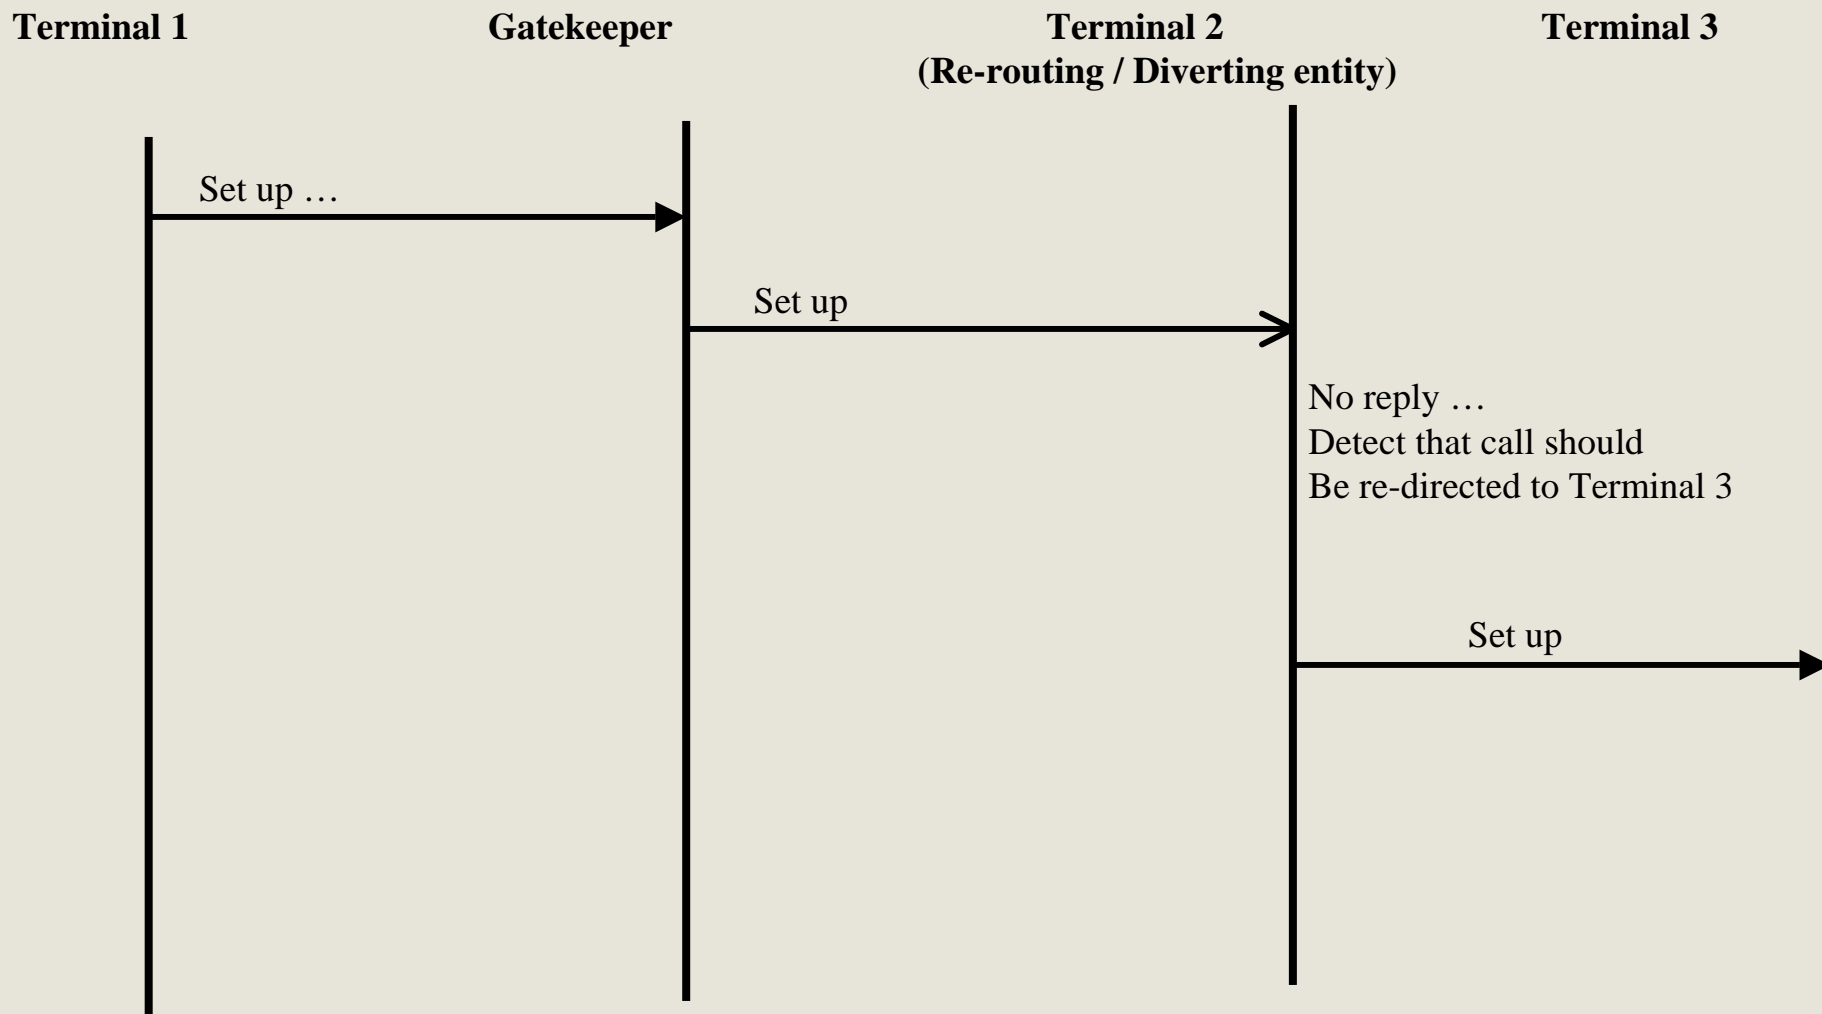 Terminal 1
Gatekeeper
Terminal 2
(Re-routing / Diverting entity)
Terminal 3
Set up …
Set up
No reply …
Detect that call should
Be re-directed to Terminal 3
Set up